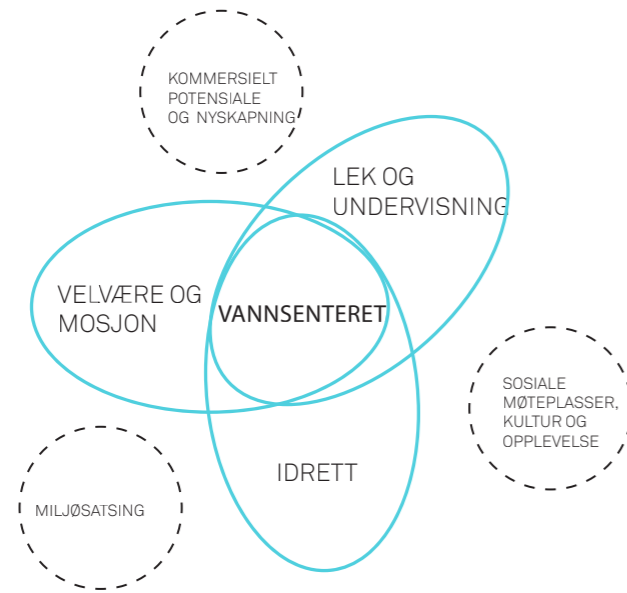 KOMMERSIELT
POTENSIALE
OG NYSKAPNING
LEK OG
UNDERVISNING
VELVÆRE OG
MOSJON
VANNSENTERET
SOSIALE
MØTEPLASSER,
KULTUR OG
OPPLEVELSE
IDRETT
MILJØSATSING